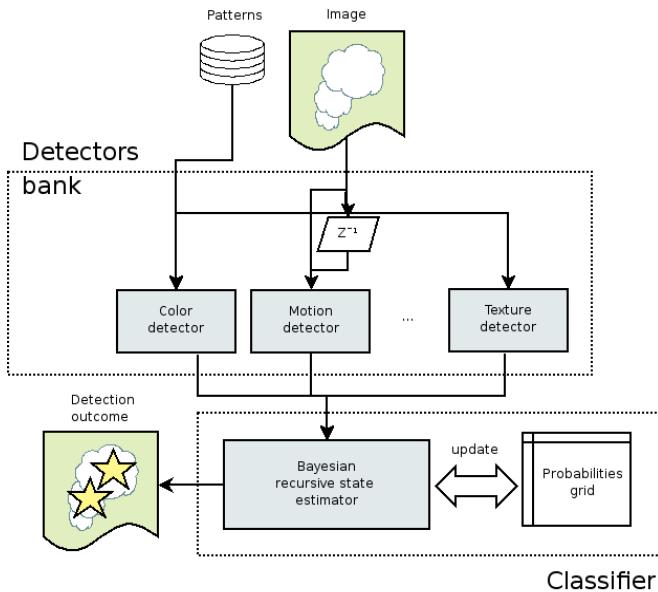 Patterns
Image
Detectors
bank
Z⁻¹
Color
detector
Motion
detector
...
Texture
detector
Detection
outcome
Bayesian
recursive state
estimator
update
Probabilities
grid
Classifier